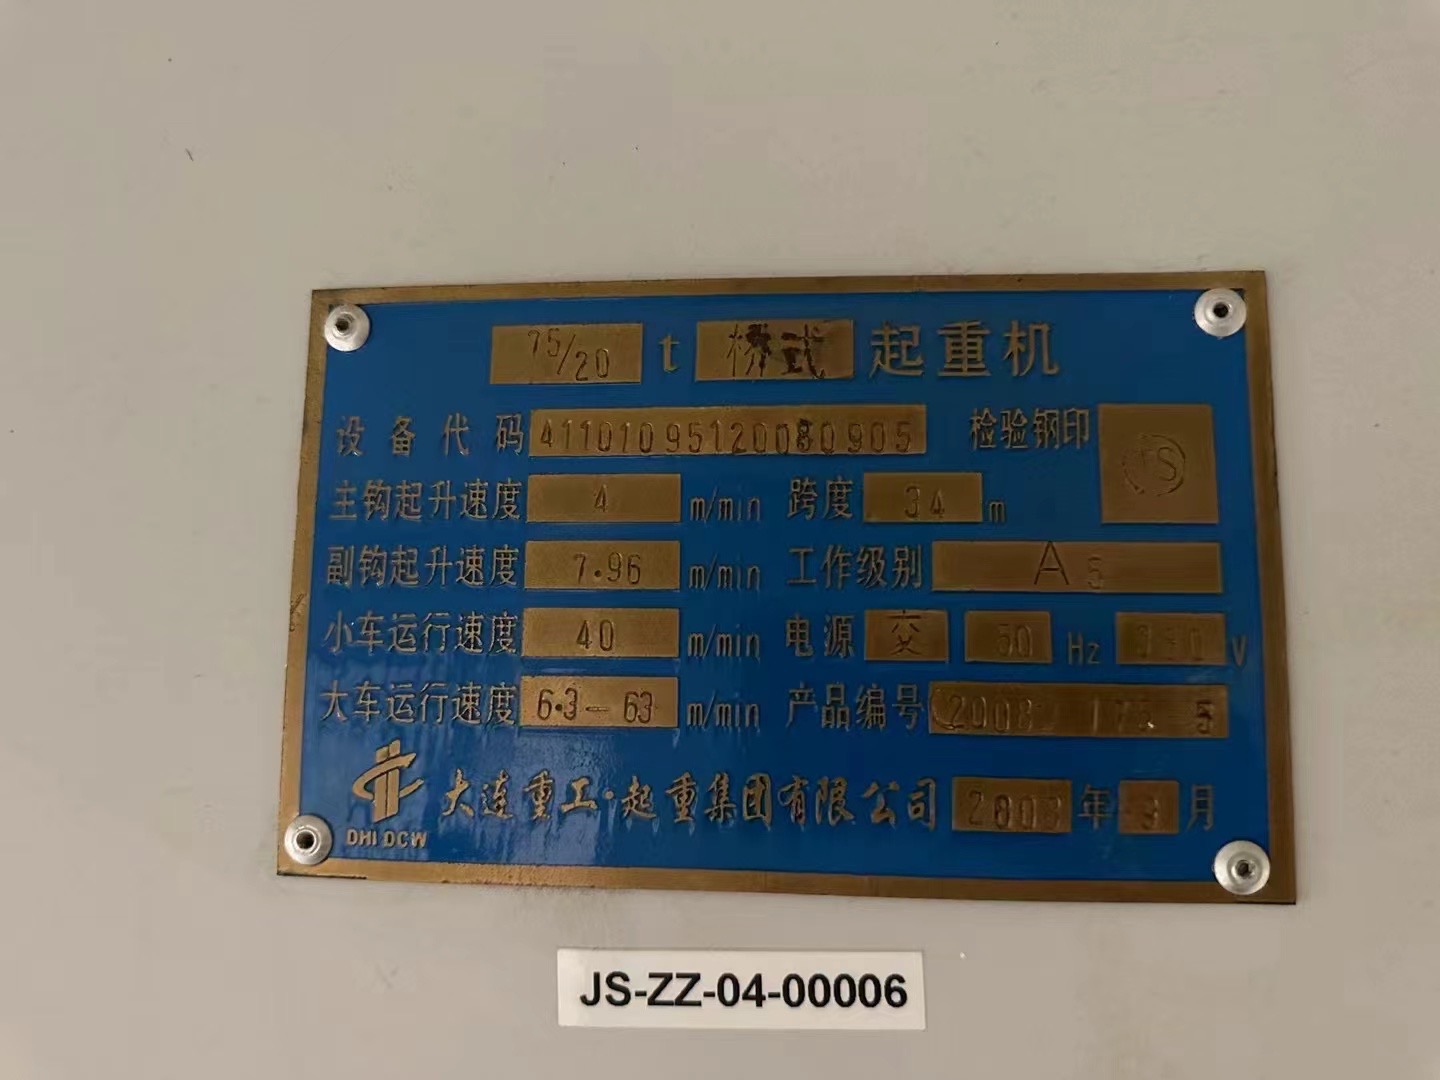 75/20 t 桥式 起重机
设备代码 41101095120080905 检验钢印
主钩起升速度 4 m/min 跨度 34 m
副钩起升速度 7.96 m/min 工作级别 A5
小车运行速度 40 m/min 电源 交 50 Hz V
大车运行速度 6.3-63 m/min 产品编号
DHI DCW 大连重工·起重集团有限公司 年 月
JS-ZZ-04-00006